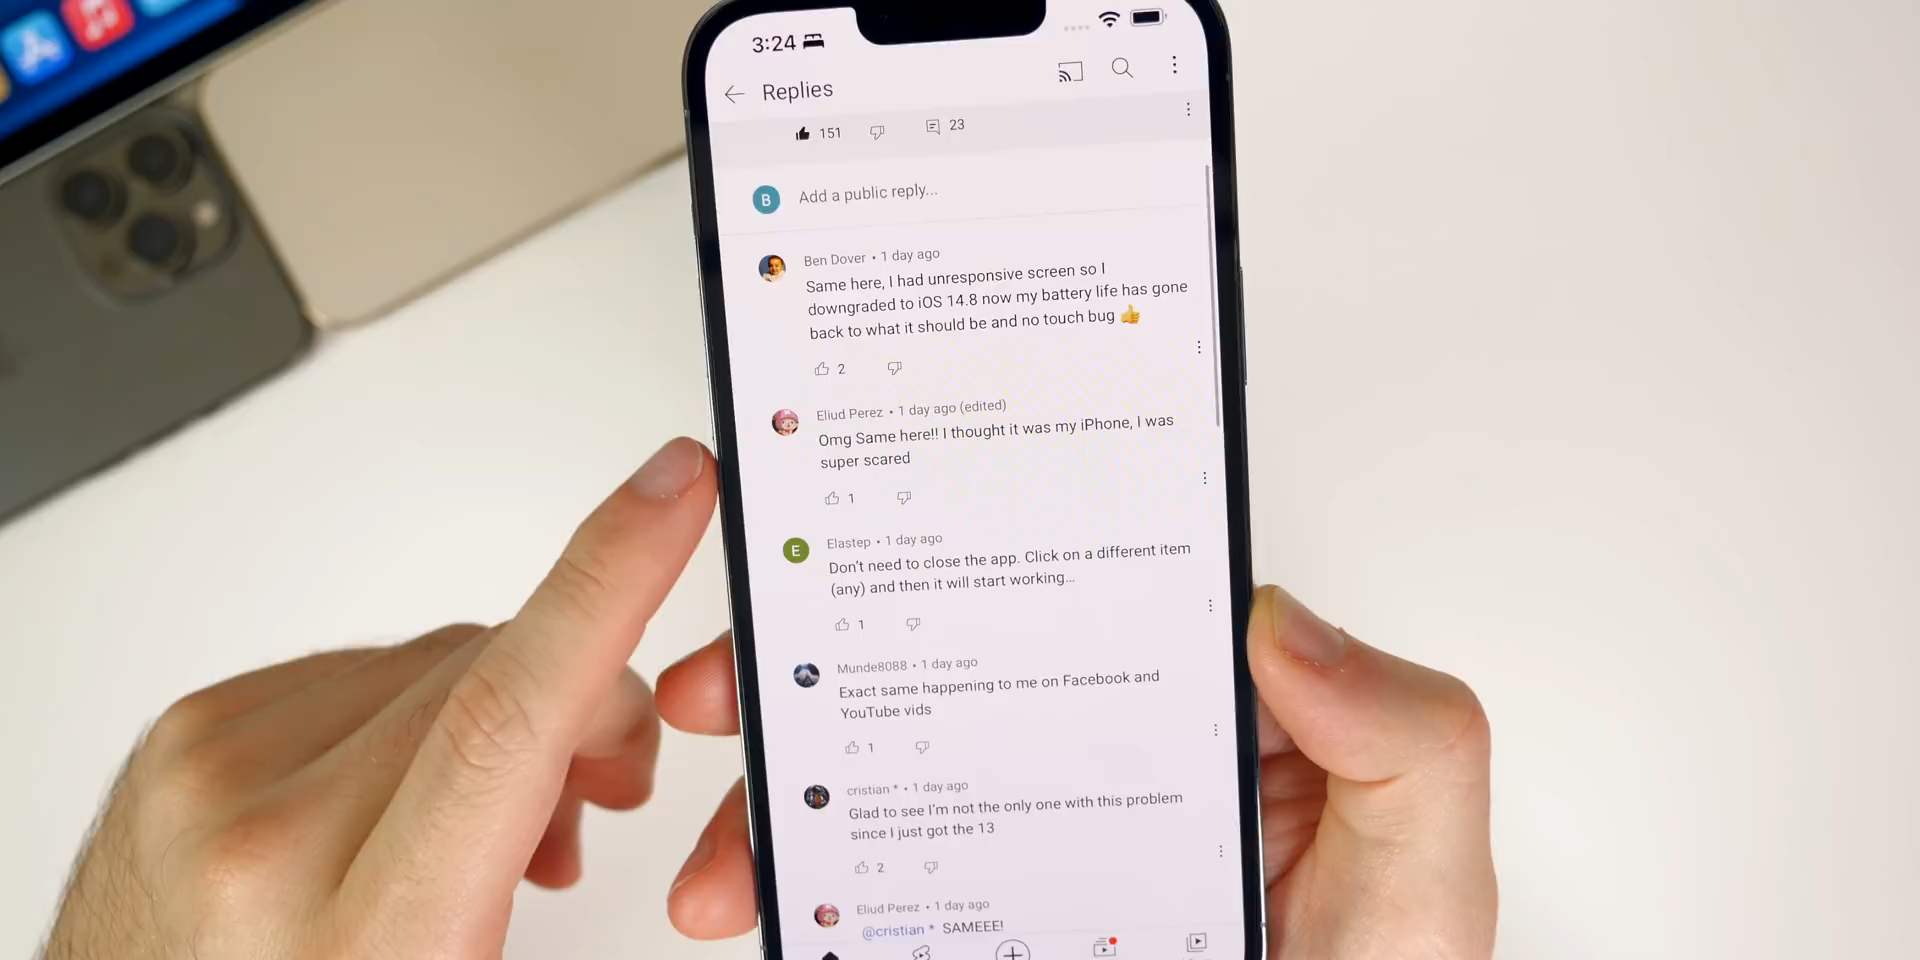 3:24
Replies
151
23
B
Add a public reply...
Ben Dover • 1 day ago
Same here, I had unresponsive screen so I
downgraded to iOS 14.8 now my battery life has gone
back to what it should be and no touch bug 👍
2
Eliud Perez • 1 day ago (edited)
Omg Same here!! I thought it was my iPhone, I was
super scared
1
E
Elastep • 1 day ago
Don't need to close the app. Click on a different item
(any) and then it will start working...
1
Munde8088 • 1 day ago
Exact same happening to me on Facebook and
YouTube vids
1
cristian * • 1 day ago
Glad to see I'm not the only one with this problem
since I just got the 13
2
Eliud Perez • 1 day ago
@cristian * SAMEEE!